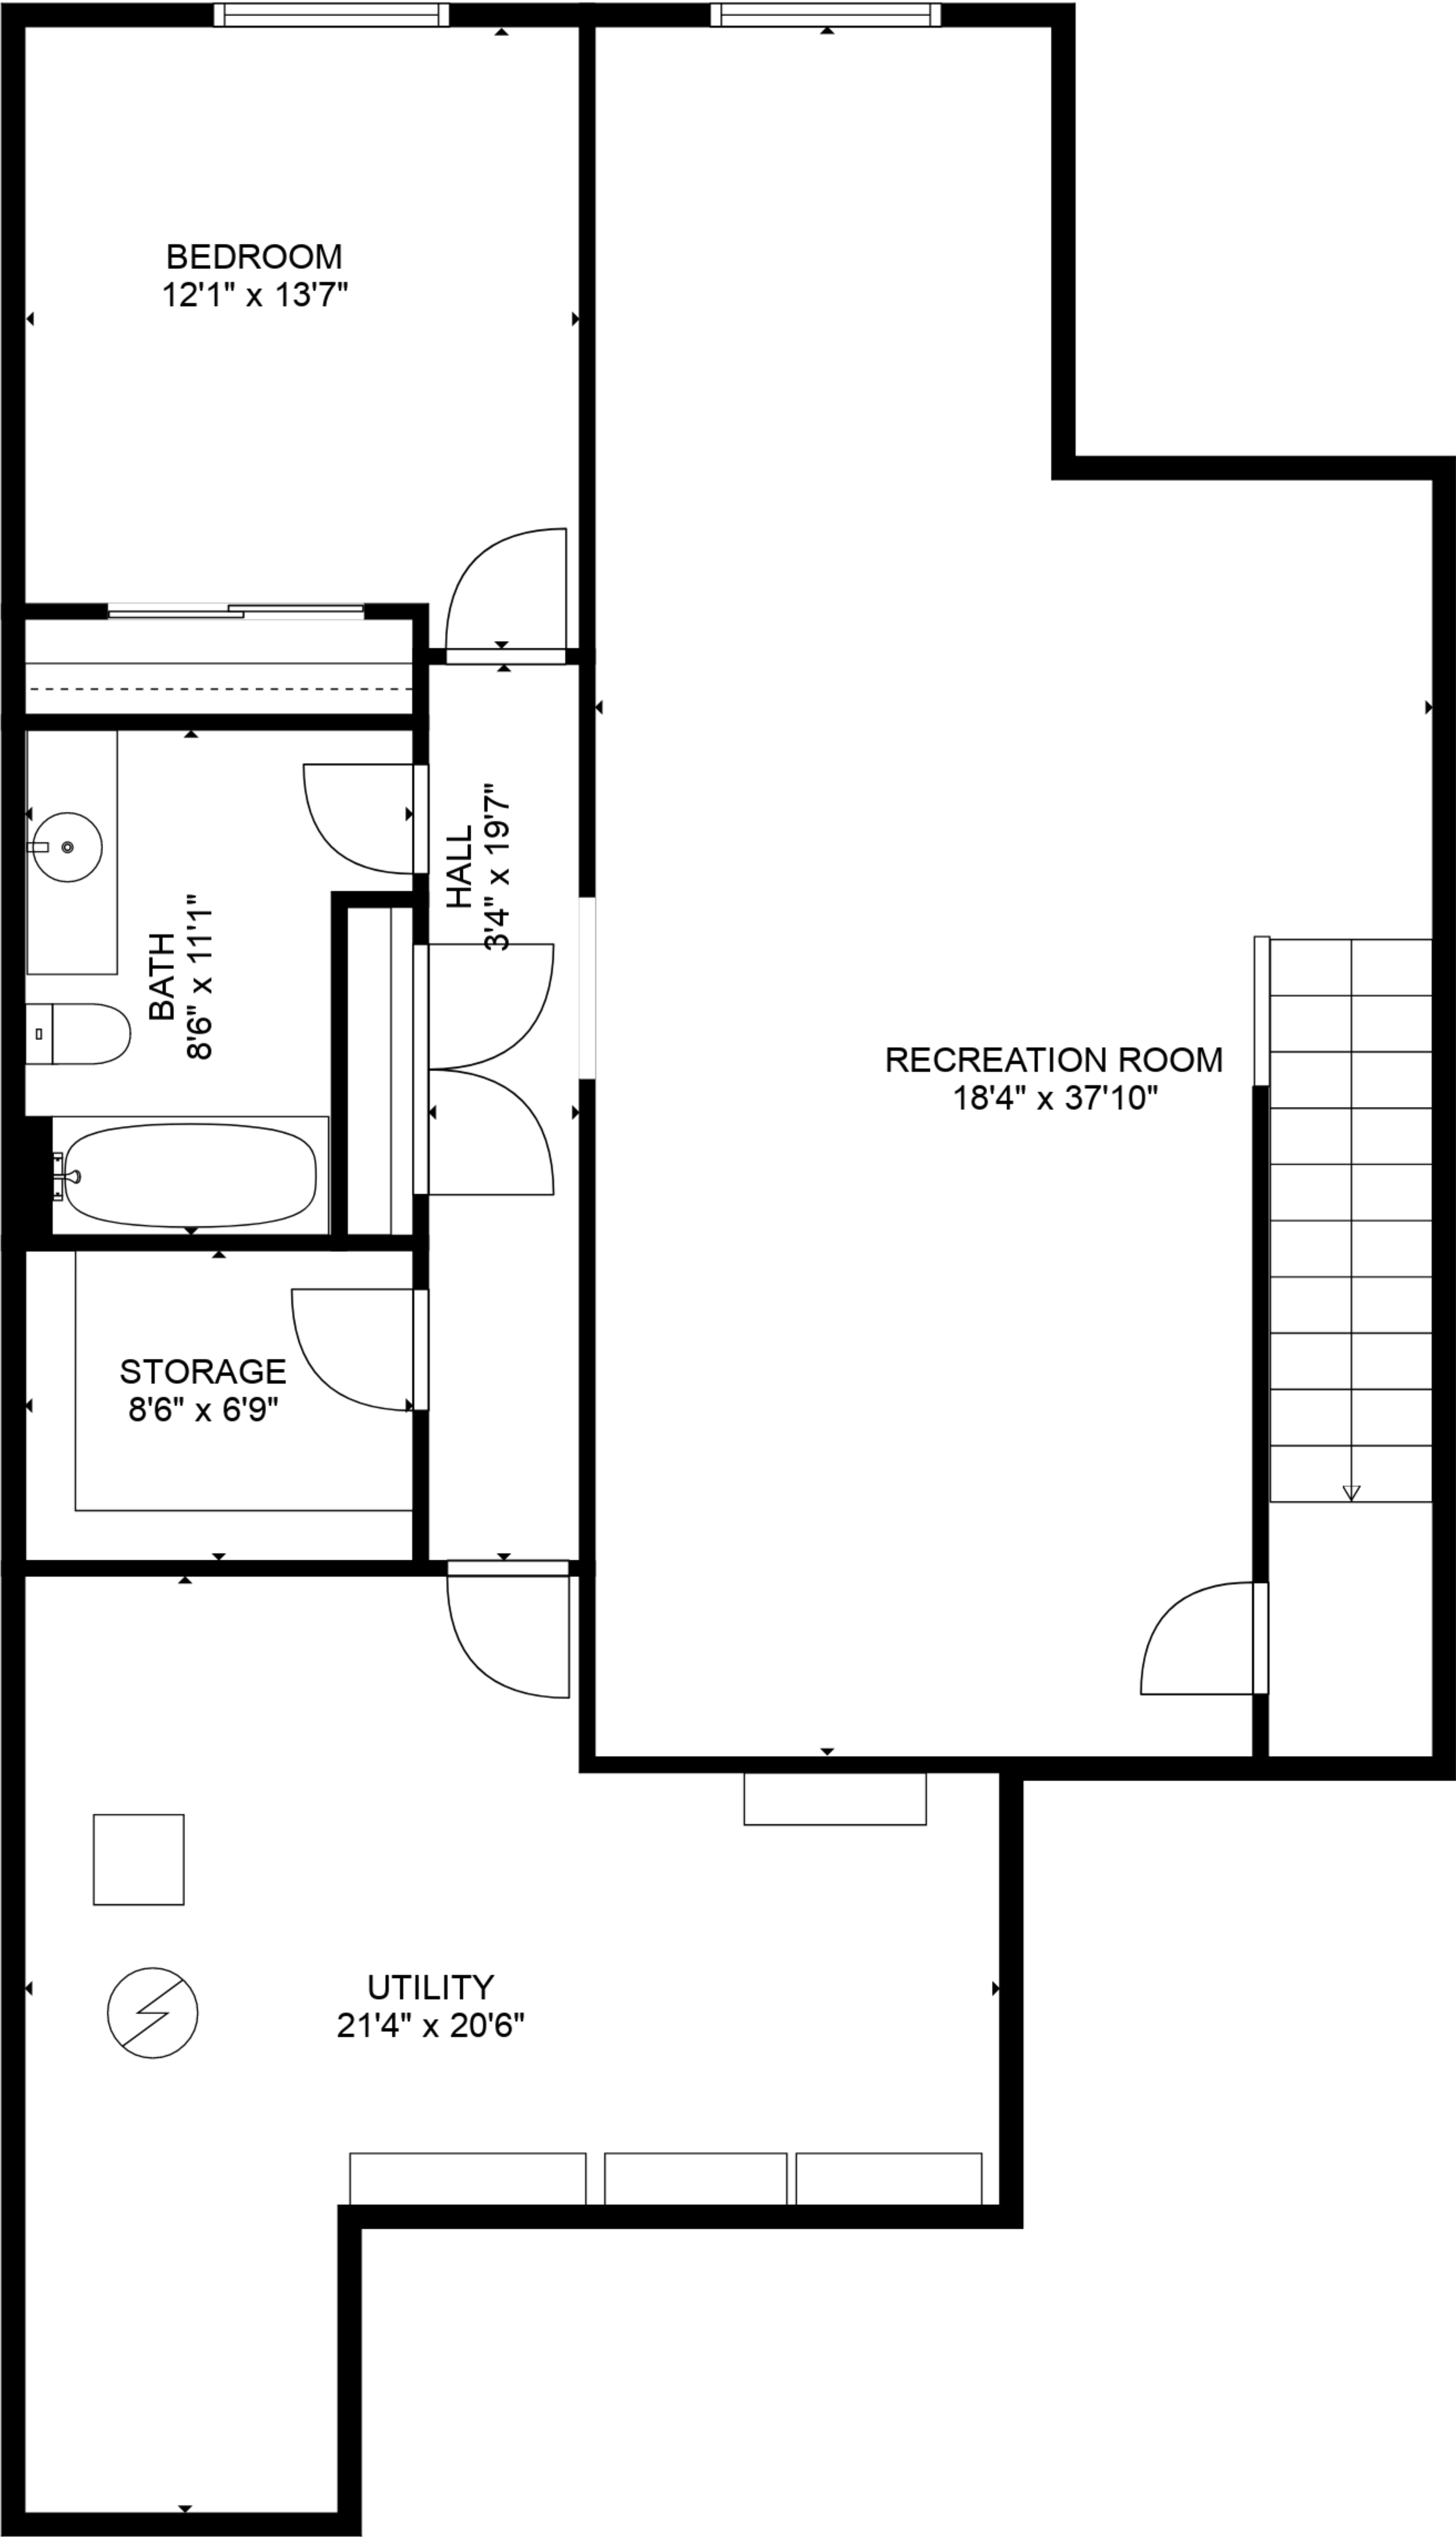 BEDROOM
12'1" x 13'7"
HALL
3'4" x 19'7"
BATH
8'6" x 11'1"
RECREATION ROOM
18'4" x 37'10"
STORAGE
8'6" x 6'9"
UTILITY
21'4" x 20'6"